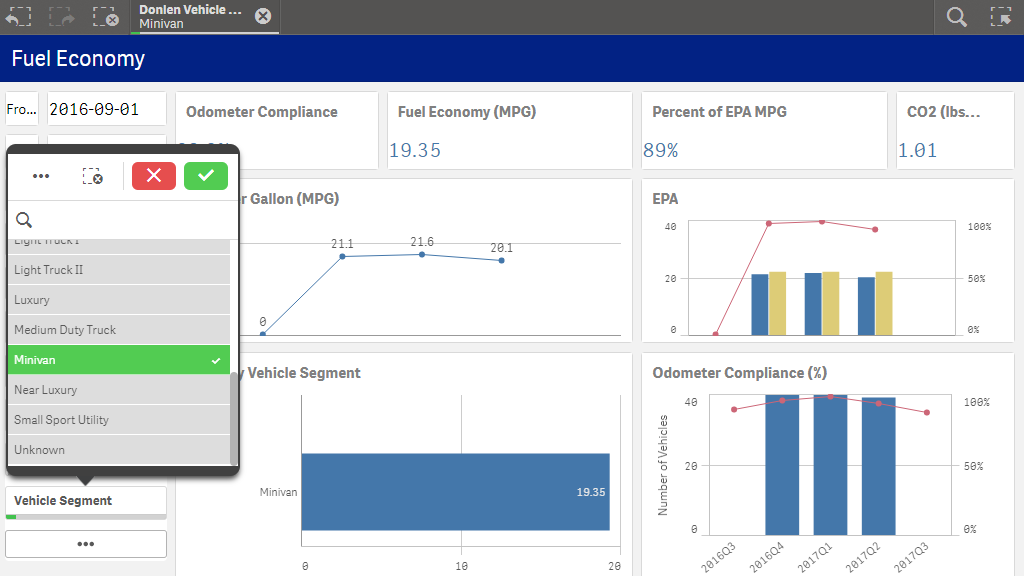 Donlen Vehicle ...
Minivan
Fuel Economy
Fro...
2016-09-01
Odometer Compliance
Fuel Economy (MPG)
19.35
Percent of EPA MPG
89%
CO2 (lbs...
1.01
Light Truck I
Light Truck II
Luxury
Medium Duty Truck
Minivan
Near Luxury
Small Sport Utility
Unknown
Vehicle Segment
Gallon (MPG)
0
21.1
21.6
20.1
EPA
40
20
0
100%
50%
0%
Vehicle Segment
Minivan
19.35
0
10
20
Odometer Compliance (%)
Number of Vehicles
40
20
0
100%
50%
0%
2016Q3
2016Q4
2017Q1
2017Q2
2017Q3